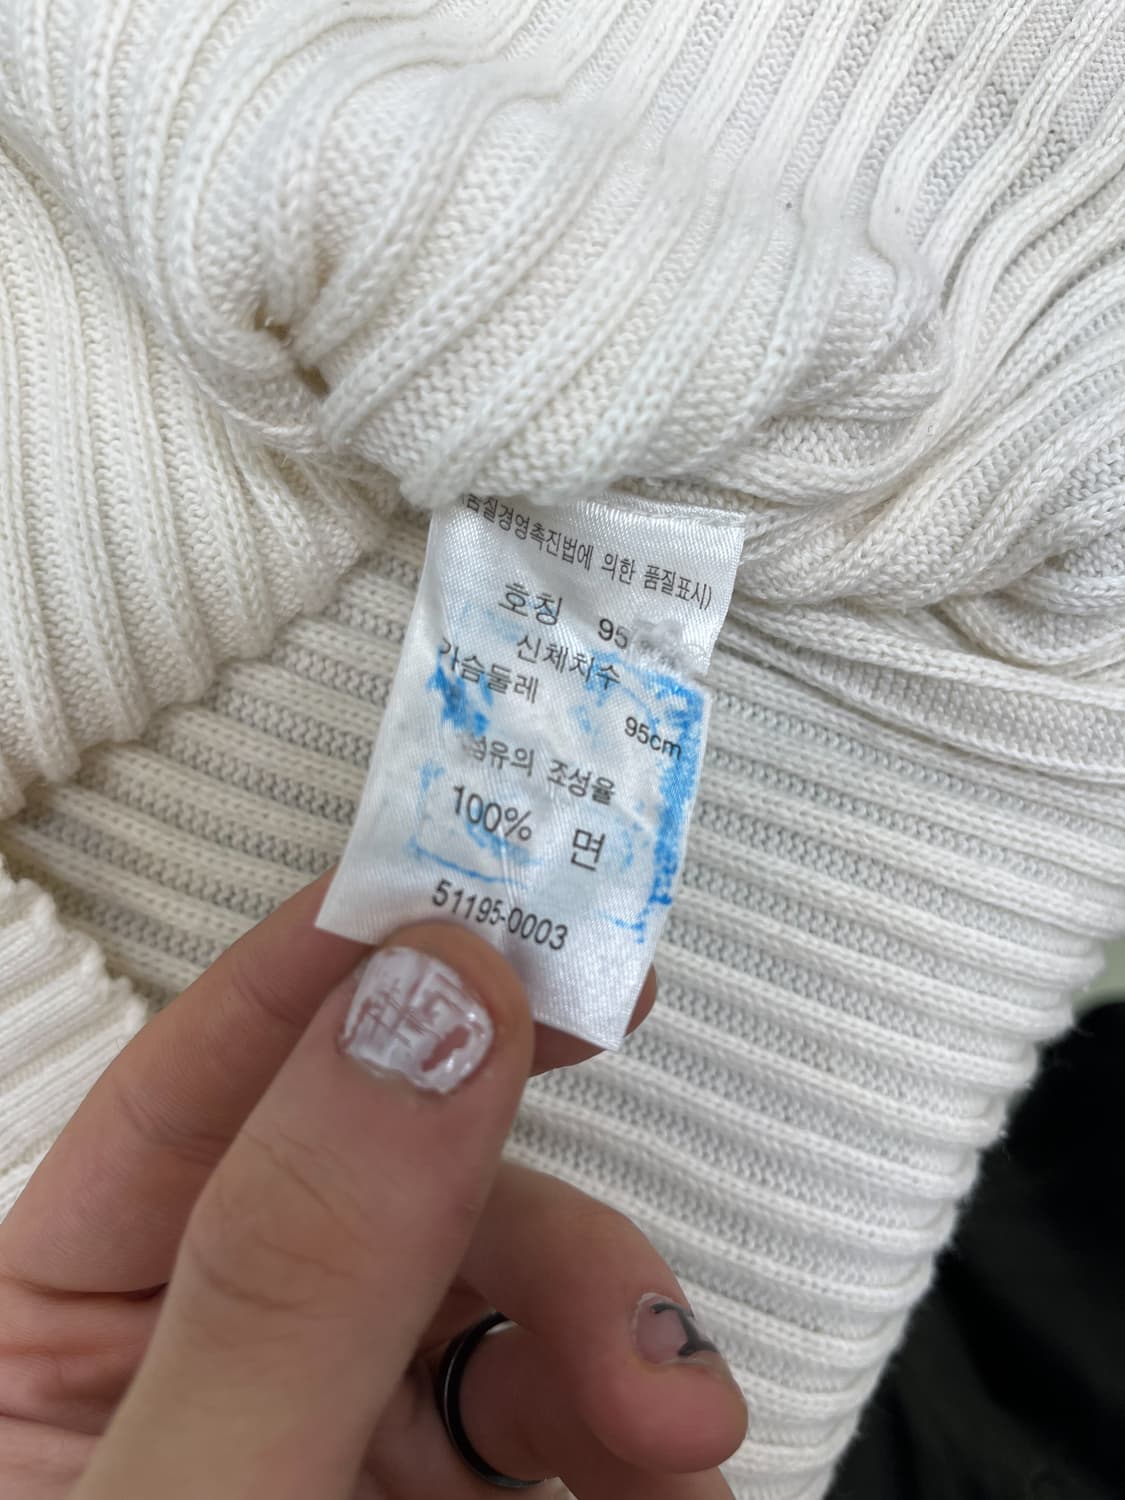 (품질경영촉진법에 의한 품질표시)
호칭 95
신체치수
가슴둘레
95cm
섬유의 조성율
100% 면
51195-0003